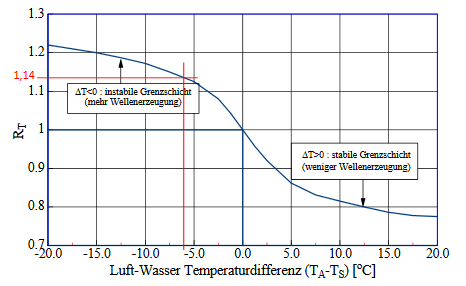 1.3
1.2
1,14
1.1
1
0.9
0.8
0.7
R_T
ΔT<0 : instabile Grenzschicht
(mehr Wellenerzeugung)
ΔT>0 : stabile Grenzschicht
(weniger Wellenerzeugung)
-20.0 -15.0 -10.0 -5.0 0.0 5.0 10.0 15.0 20.0
Luft-Wasser Temperaturdifferenz (T_A-T_S) [°C]